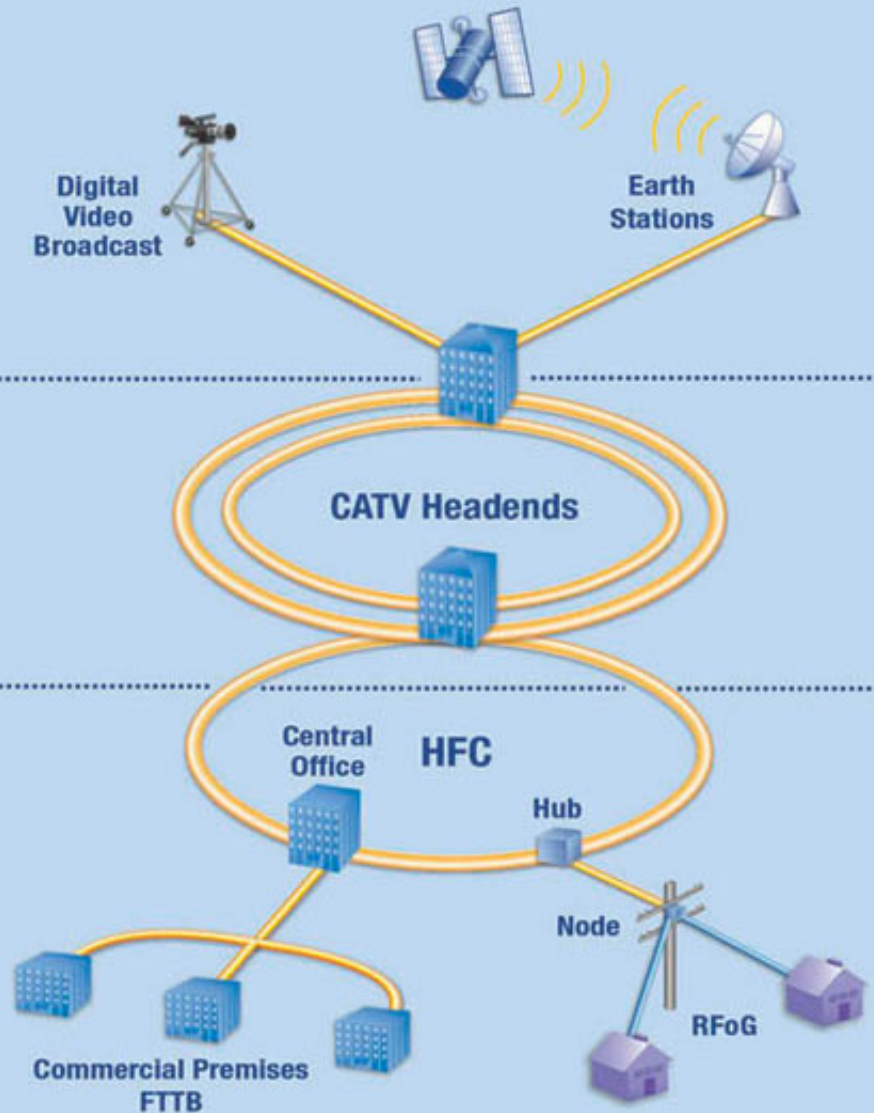 Digital
Video
Broadcast
Earth
Stations
CATV Headends
Central
Office
HFC
Hub
Node
RFoG
Commercial Premises
FTTB